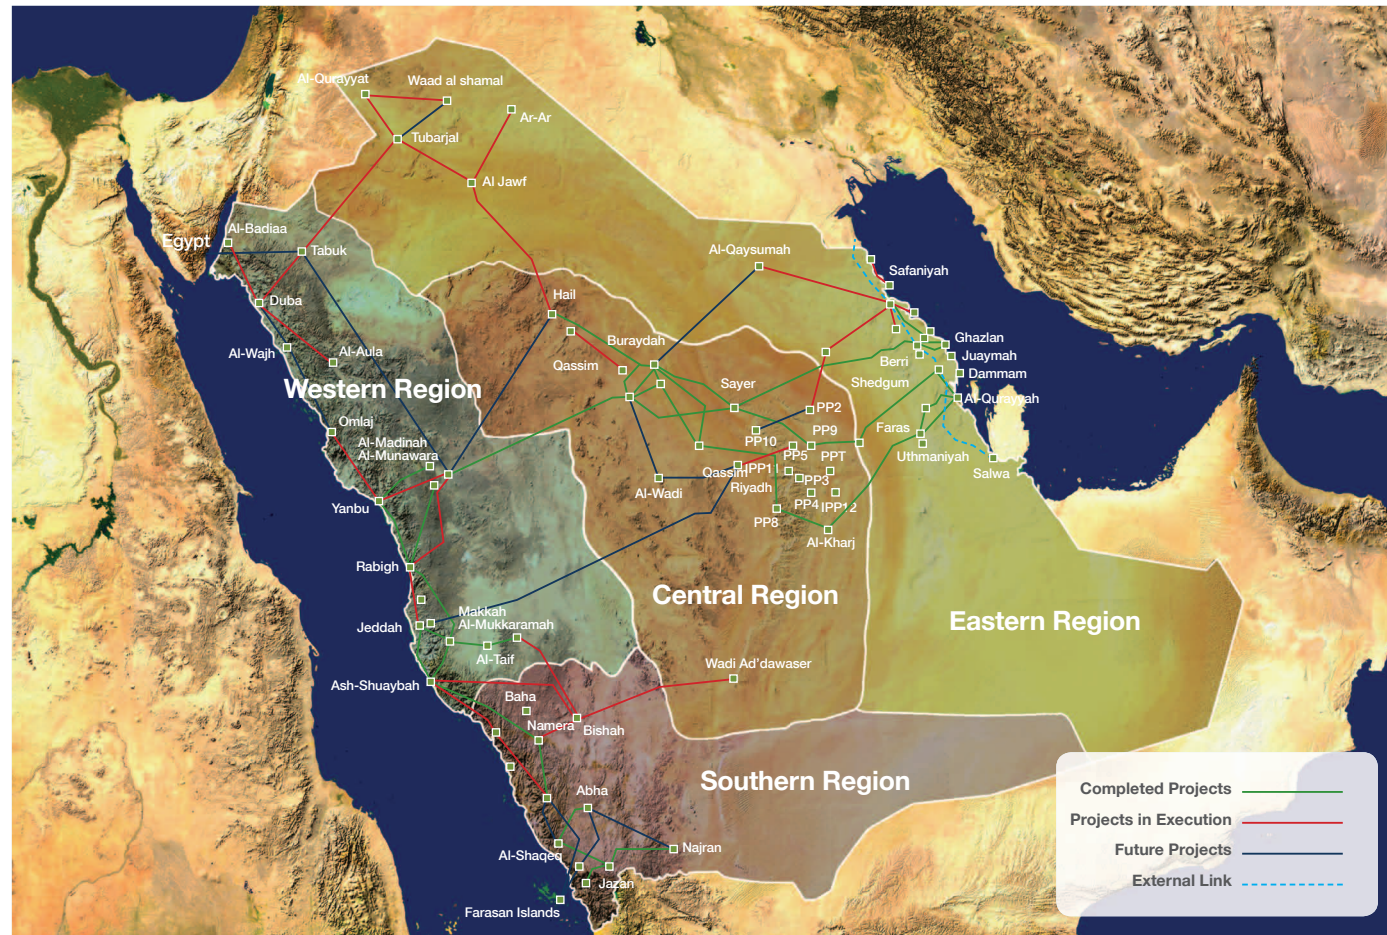 Al-Qurayyat
Waad al shamal
Ar-Ar
Tubarjal
Al Jawf
Al-Badiaa
Egypt
Tabuk
Al-Qaysumah
Safaniyah
Duba
Hail
Al-Wajh
Al-Aula
Buraydah
Qassim
Ghazlan
Berri
Juaymah
Dammam
Western Region
Sayer
Shedgum
Al-Qurayyah
Omlaj
PP2
Al-Madinah
Al-Munawara
PP10
PP9
Faras
PP5
PPT
Uthmaniyah
Salwa
Qassim
IPP11
Riyadh
PP3
Al-Wadi
Yanbu
PP4
IPP12
PP8
Al-Kharj
Rabigh
Central Region
Eastern Region
Makkah
Al-Mukkaramah
Jeddah
Al-Taif
Wadi Ad'dawaser
Ash-Shuaybah
Baha
Namera
Bishah
Southern Region
Abha
Al-Shaqeq
Najran
Jazan
Farasan Islands
Completed Projects
Projects in Execution
Future Projects
External Link